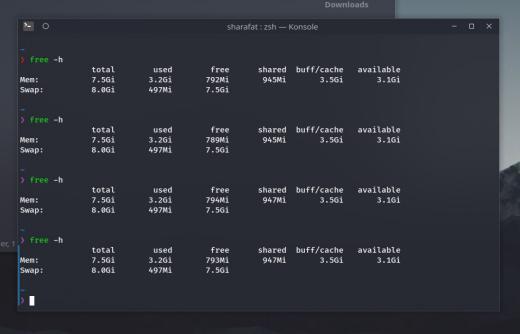 Downloads
sharafat : zsh — Konsole
~
❯ free -h
total used free shared buff/cache available
Mem: 7.5Gi 3.2Gi 792Mi 945Mi 3.5Gi 3.1Gi
Swap: 8.0Gi 497Mi 7.5Gi
~
❯ free -h
total used free shared buff/cache available
Mem: 7.5Gi 3.2Gi 789Mi 945Mi 3.5Gi 3.1Gi
Swap: 8.0Gi 497Mi 7.5Gi
~
❯ free -h
total used free shared buff/cache available
Mem: 7.5Gi 3.2Gi 794Mi 947Mi 3.5Gi 3.1Gi
Swap: 8.0Gi 497Mi 7.5Gi
~
❯ free -h
total used free shared buff/cache available
Mem: 7.5Gi 3.2Gi 793Mi 947Mi 3.5Gi 3.1Gi
Swap: 8.0Gi 497Mi 7.5Gi
~
❯